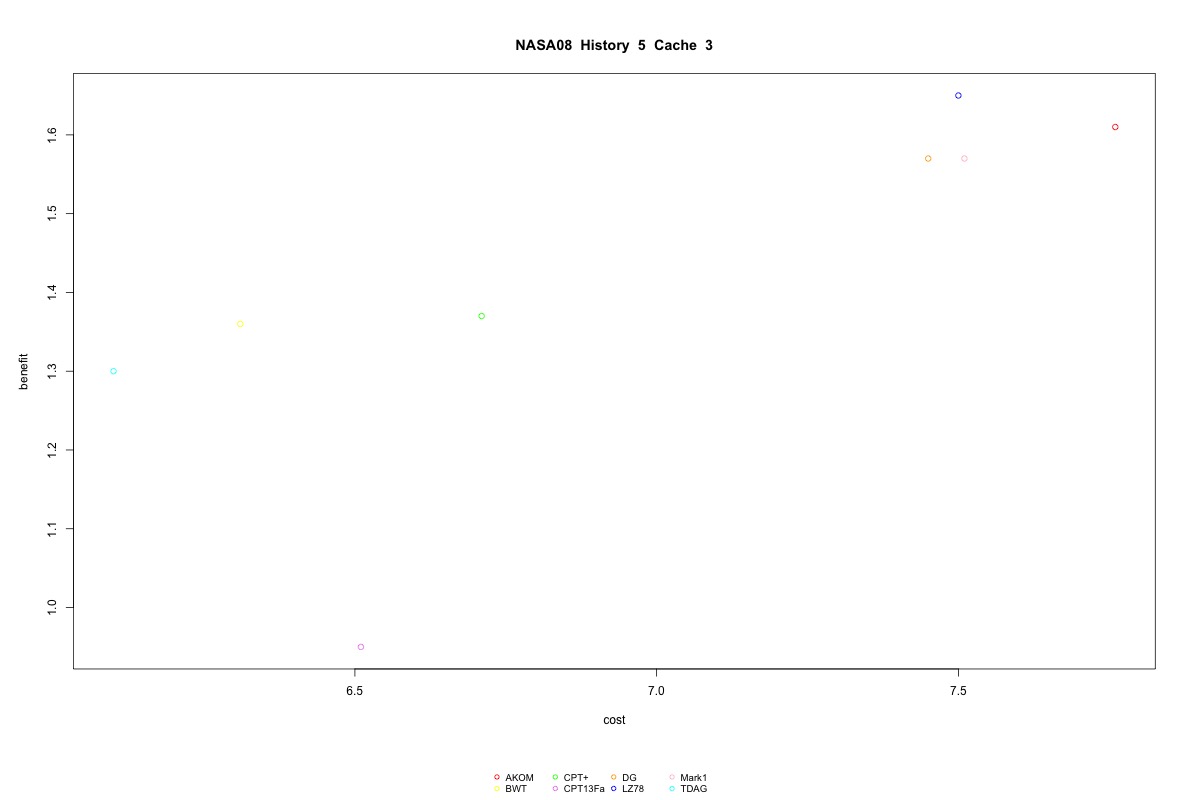 NASA08 History 5 Cache 3
1.6
1.5
1.4
1.3
1.2
1.1
1.0
benefit
6.5 7.0 7.5
cost
AKOM CPT+ DG Mark1
BWT CPT13Fa LZ78 TDAG